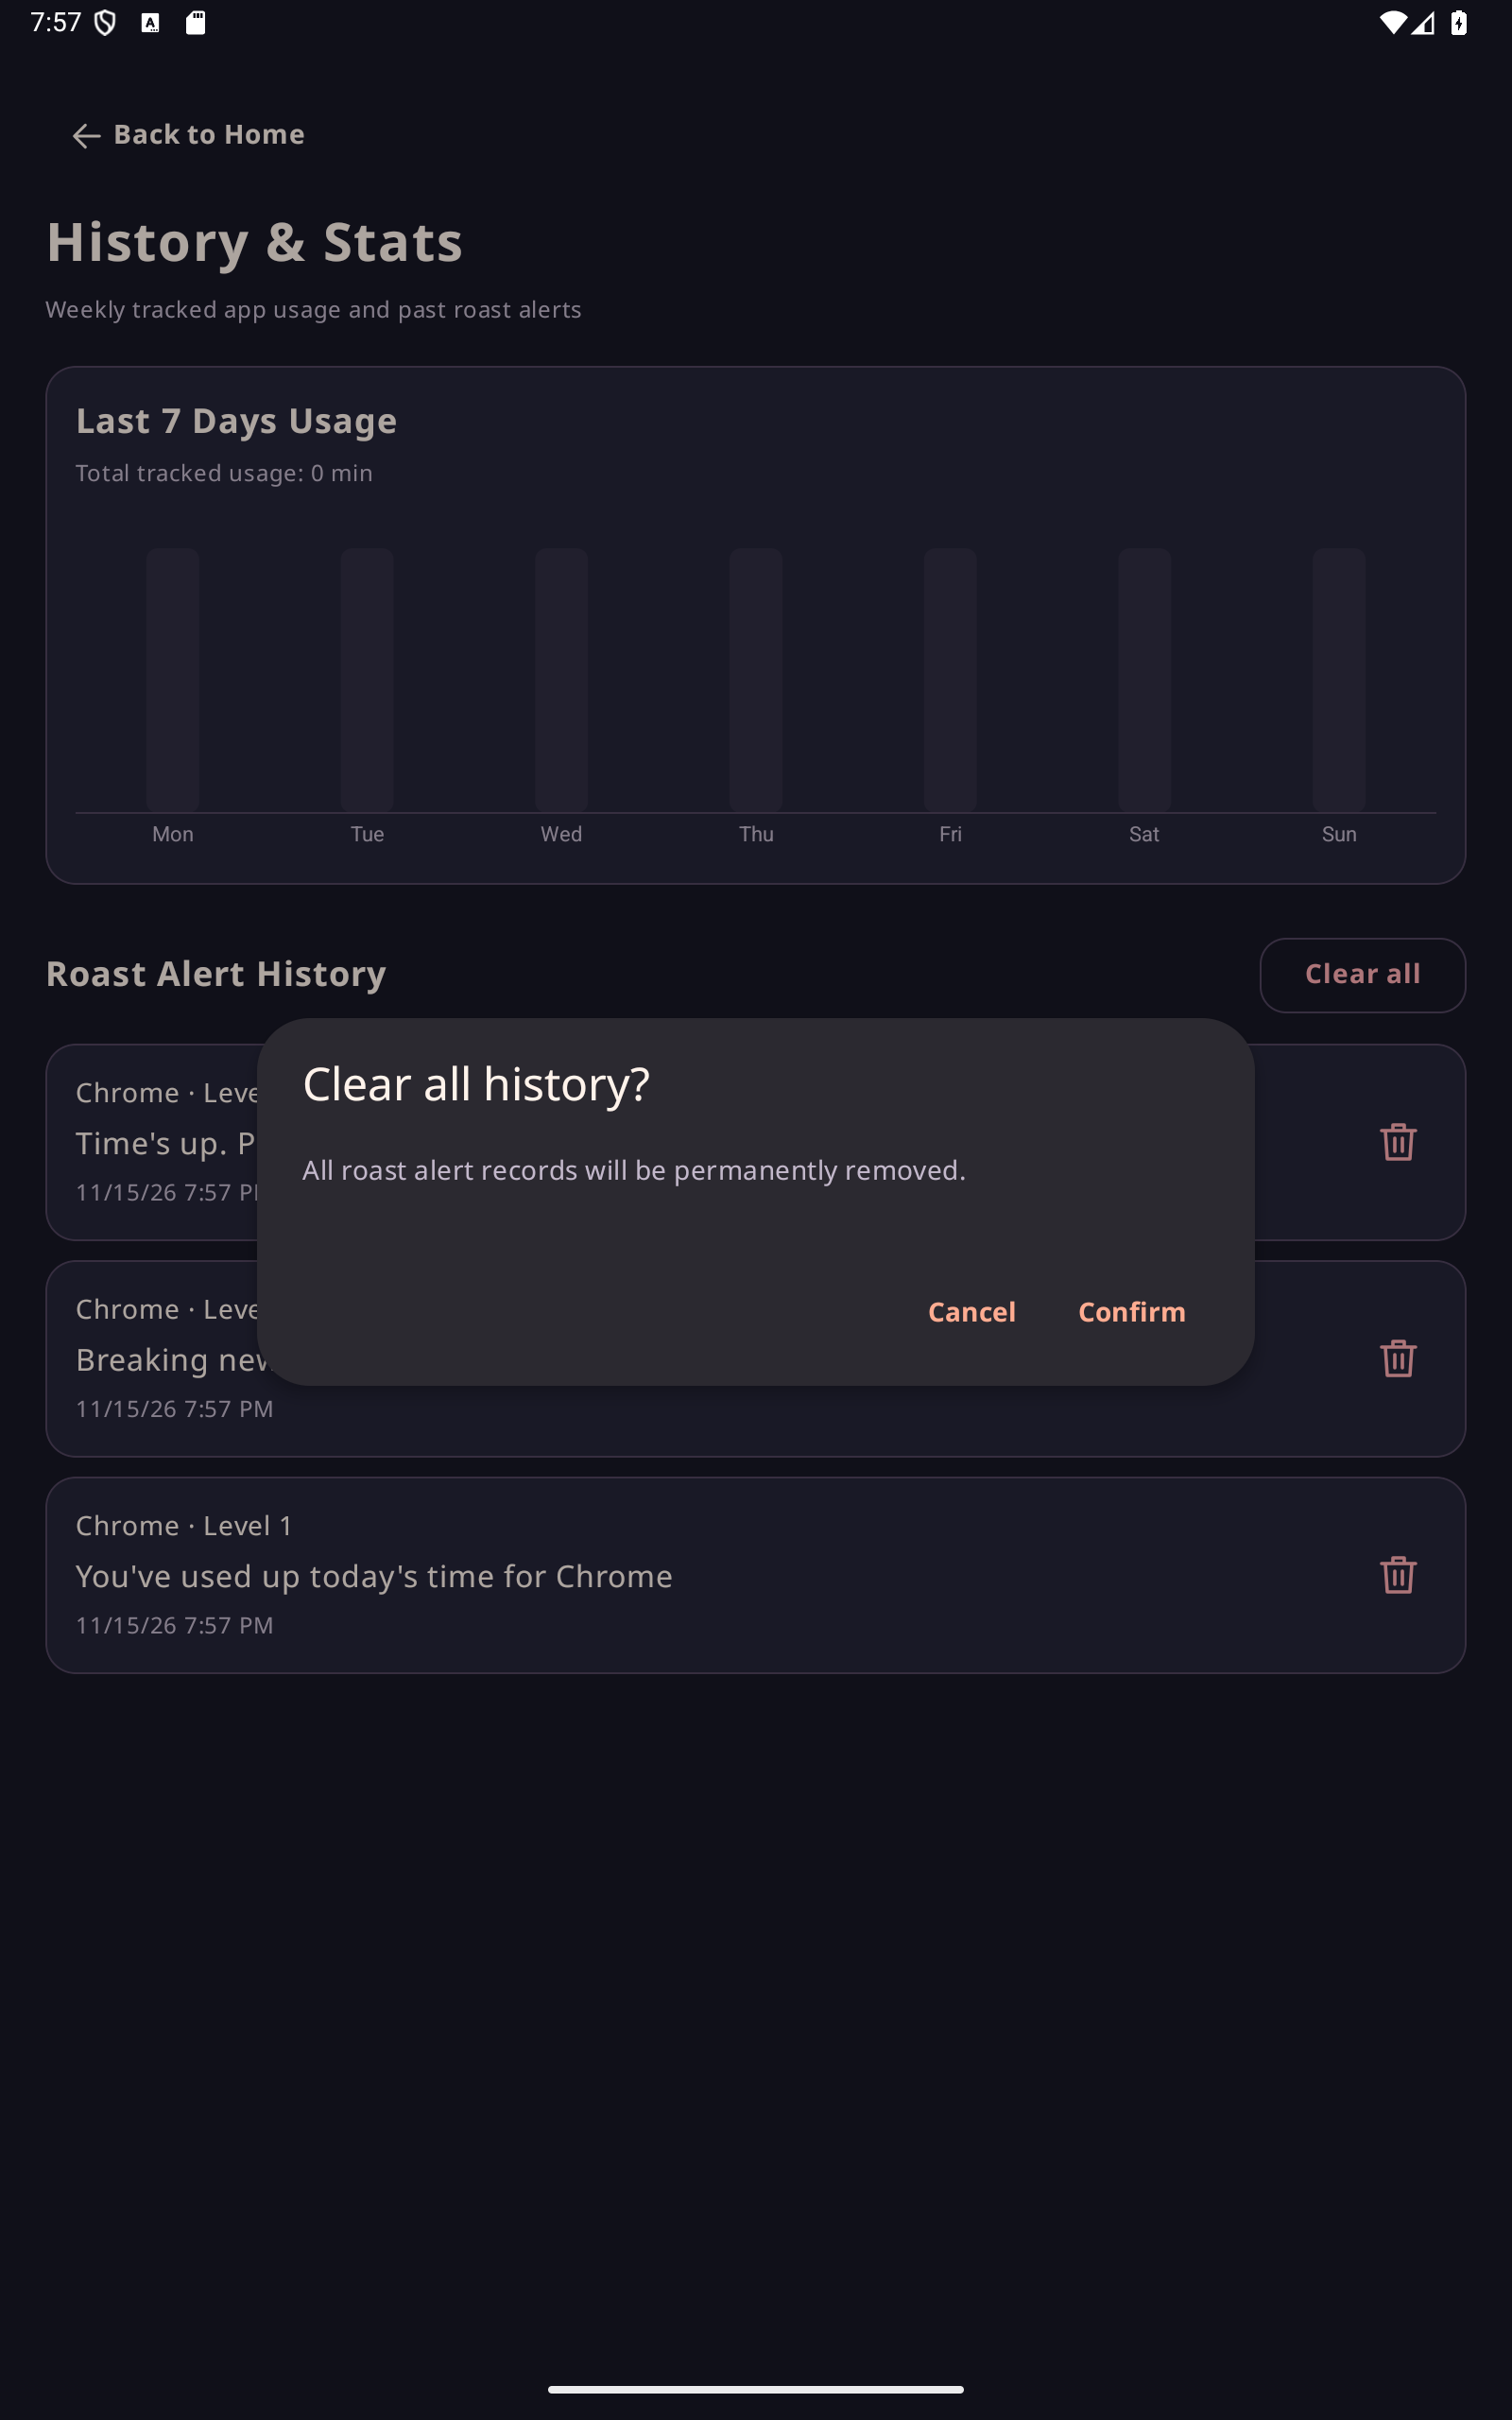 7:57
← Back to Home
History & Stats
Weekly tracked app usage and past roast alerts
Last 7 Days Usage
Total tracked usage: 0 min
Mon Tue Wed Thu Fri Sat Sun
Roast Alert History
Clear all
Chrome
Time's up.
11/15/26 7:57
Clear all history?
All roast alert records will be permanently removed.
Cancel Confirm
Chrome
Breaking
11/15/26 7:57 PM
Chrome · Level 1
You've used up today's time for Chrome
11/15/26 7:57 PM